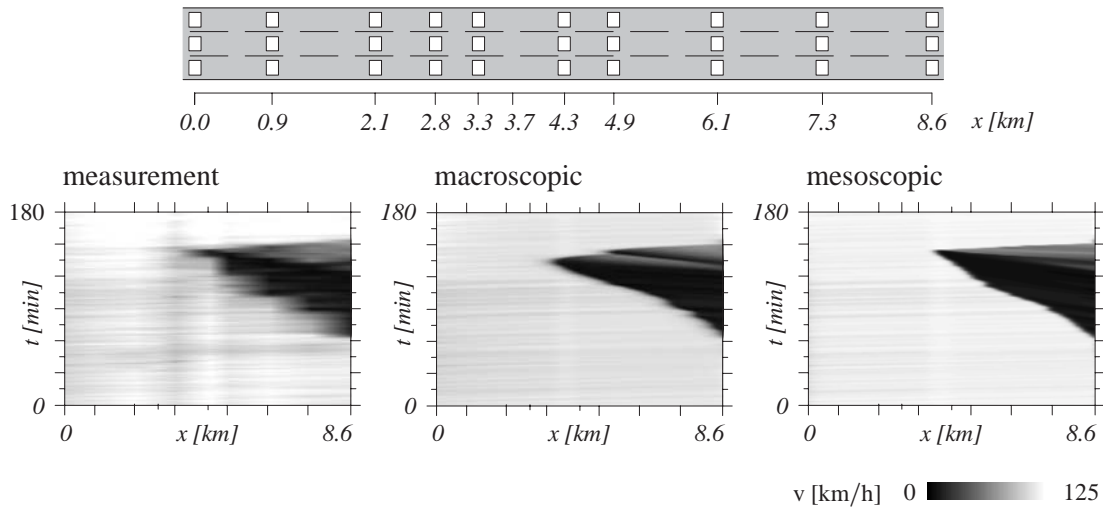 0.0 0.9 2.1 2.8 3.3 3.7 4.3 4.9 6.1 7.3 8.6 x [km]
measurement macroscopic mesoscopic
180 180 180
t [min] t [min] t [min]
0 0 0
0 x [km] 8.6 0 x [km] 8.6 0 x [km] 8.6
v [km/h] 0 125